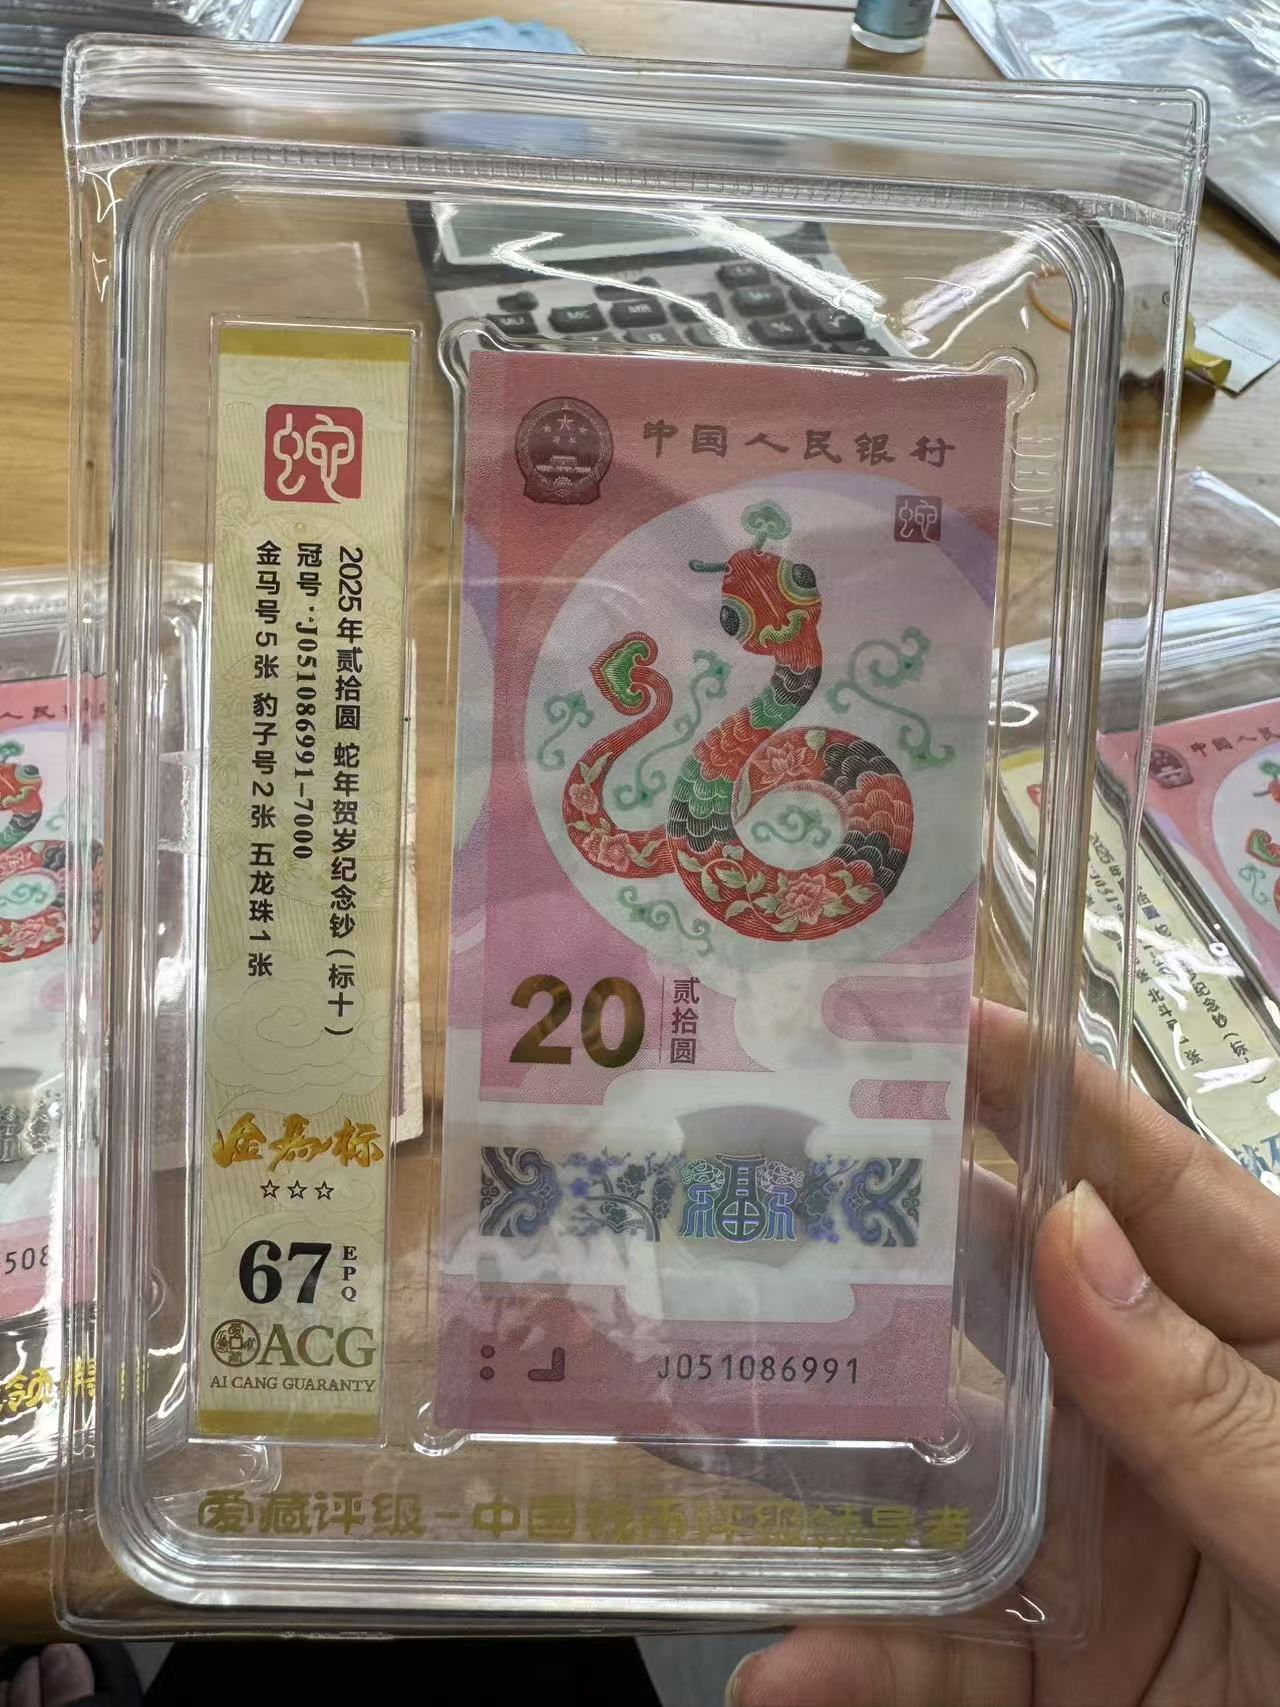 蛇
2025年贰拾圆 蛇年贺岁纪念钞(标十)
冠号:J051086991-7000
金马号5张 豹子号2张 五龙珠1张
金马标
☆☆☆
67
EPQ
ACG
AI CANG GUARANTY
中国人民银行
蛇
20
贰拾圆
福
J051086991
爱藏评级-中国钱币评级领导者
ACG